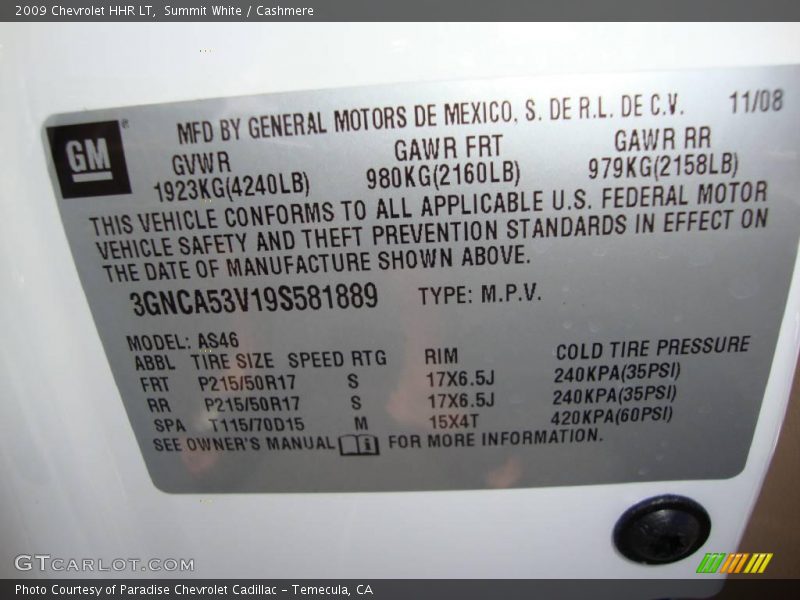 2009 Chevrolet HHR LT,  Summit White / Cashmere
GM®
MFD BY GENERAL MOTORS DE MEXICO, S. DE R.L. DE C.V. 11/08
GVWR GAWR FRT GAWR RR
1923KG(4240LB) 980KG(2160LB) 979KG(2158LB)
THIS VEHICLE CONFORMS TO ALL APPLICABLE U.S. FEDERAL MOTOR
VEHICLE SAFETY AND THEFT PREVENTION STANDARDS IN EFFECT ON
THE DATE OF MANUFACTURE SHOWN ABOVE.
3GNCA53V19S581889 TYPE: M.P.V.
MODEL: AS46
ABBL TIRE SIZE SPEED RTG RIM COLD TIRE PRESSURE
FRT P215/50R17 S 17X6.5J 240KPA(35PSI)
RR P215/50R17 S 17X6.5J 240KPA(35PSI)
SPA T115/70D15 M 15X4T 420KPA(60PSI)
SEE OWNER'S MANUAL FOR MORE INFORMATION.
GTCARLOT.COM
Photo Courtesy of Paradise Chevrolet Cadillac – Temecula, CA